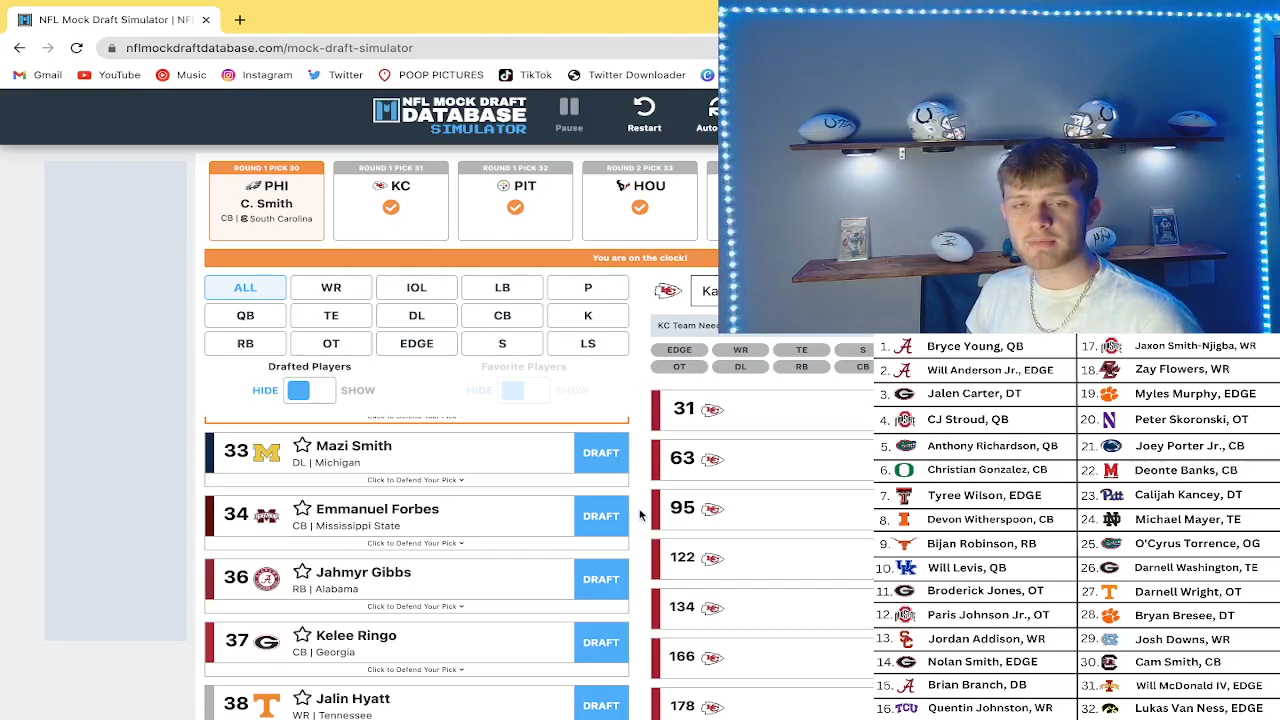 NFL Mock Draft Simulator | NFL
nflmockdraftdatabase.com/mock-draft-simulator
Gmail YouTube Music Instagram Twitter POOP PICTURES TikTok Twitter Downloader
NFL MOCK DRAFT
DATABASE
SIMULATOR
Pause Restart Auto
ROUND 1 PICK 30
PHI
C. Smith
CB | South Carolina
ROUND 1 PICK 31
KC
ROUND 1 PICK 32
PIT
ROUND 2 PICK 33
HOU
You are on the clock!
ALL WR IOL LB P
QB TE DL CB K
RB OT EDGE S LS
Drafted Players Favorite Players
HIDE SHOW HIDE SHOW
Click to Defend Your Pick
33 Mazi Smith
DL | Michigan
DRAFT
Click to Defend Your Pick
34 Emmanuel Forbes
CB | Mississippi State
DRAFT
Click to Defend Your Pick
36 Jahmyr Gibbs
RB | Alabama
DRAFT
Click to Defend Your Pick
37 Kelee Ringo
CB | Georgia
DRAFT
Click to Defend Your Pick
38 Jalin Hyatt
WR | Tennessee
DRAFT
Ka
KC Team Need
EDGE WR TE S
OT DL RB CB
31
63
95
122
134
166
178
1. Bryce Young, QB
2. Will Anderson Jr., EDGE
3. Jalen Carter, DT
4. CJ Stroud, QB
5. Anthony Richardson, QB
6. Christian Gonzalez, CB
7. Tyree Wilson, EDGE
8. Devon Witherspoon, CB
9. Bijan Robinson, RB
10. Will Levis, QB
11. Broderick Jones, OT
12. Paris Johnson Jr., OT
13. Jordan Addison, WR
14. Nolan Smith, EDGE
15. Brian Branch, DB
16. TCU Quentin Johnston, WR
17. Jaxon Smith-Njigba, WR
18. Zay Flowers, WR
19. Myles Murphy, EDGE
20. Peter Skoronski, OT
21. Joey Porter Jr., CB
22. Deonte Banks, CB
23. Pitt Calijah Kancey, DT
24. Michael Mayer, TE
25. O'Cyrus Torrence, OG
26. Darnell Washington, TE
27. Darnell Wright, OT
28. Bryan Bresee, DT
29. Josh Downs, WR
30. Cam Smith, CB
31. Will McDonald IV, EDGE
32. Lukas Van Ness, EDGE